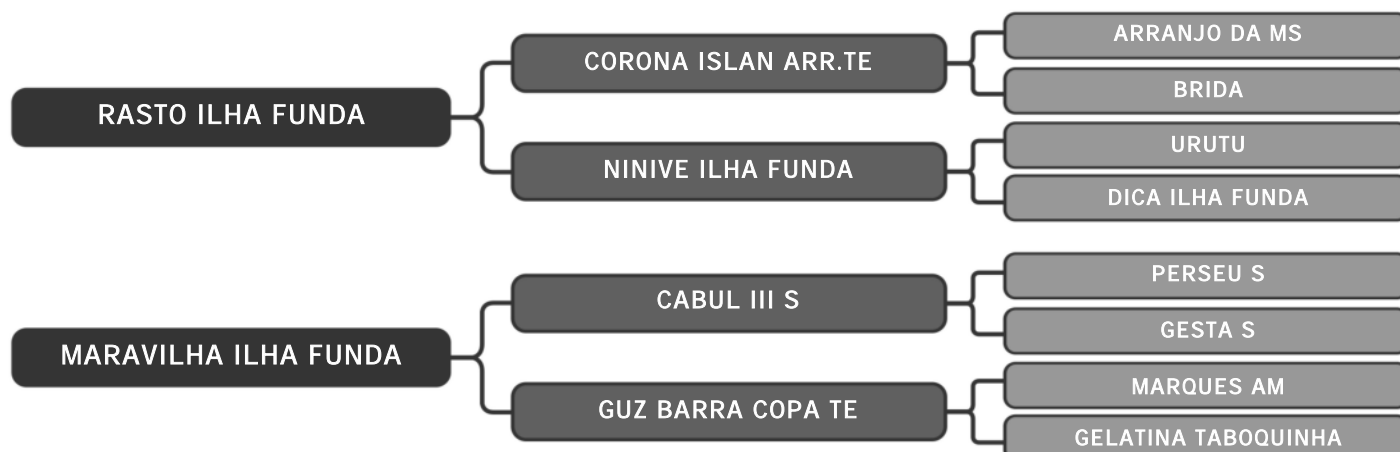 ARRANJO DA MS
CORONA ISLAN ARR.TE
BRIDA
RASTO ILHA FUNDA
URUTU
NINIVE ILHA FUNDA
DICA ILHA FUNDA
PERSEU S
CABUL III S
GESTA S
MARAVILHA ILHA FUNDA
MARQUES AM
GUZ BARRA COPA TE
GELATINA TABOQUINHA